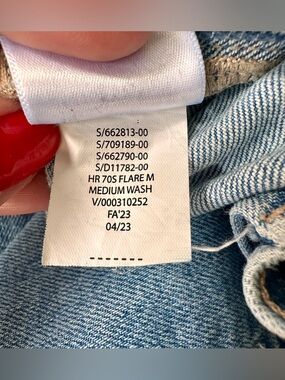 S/662813-00
S/709189-00
S/662790-00
S/D11782-00
HR 70S FLARE M
MEDIUM WASH
V/000310252
FA'23
04/23